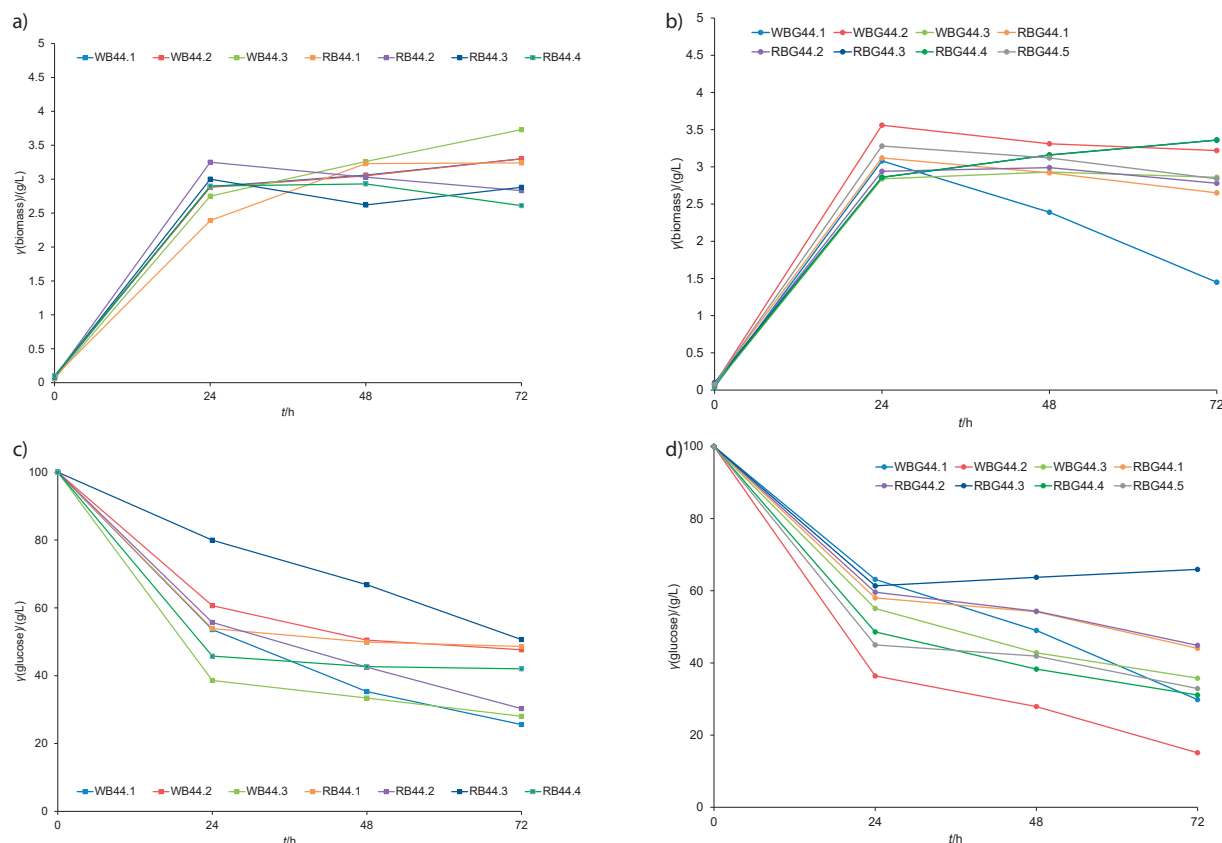 a)
WB44.1 WB44.2 WB44.3 RB44.1 RB44.2 RB44.3 RB44.4
5
4.5
4
3.5
3
2.5
2
1.5
1
0.5
0
γ(biomass)/(g/L)
0 24 48 72
t/h
b)
WBG44.1 WBG44.2 WBG44.3 RBG44.1
RBG44.2 RBG44.3 RBG44.4 RBG44.5
5
4.5
4
3.5
3
2.5
2
1.5
1
0.5
0
γ(biomass)/(g/L)
0 24 48 72
t/h
c)
100
80
60
40
20
0
γ(glucose)/(g/L)
WB44.1 WB44.2 WB44.3 RB44.1 RB44.2 RB44.3 RB44.4
0 24 48 72
t/h
d)
WBG44.1 WBG44.2 WBG44.3 RBG44.1
RBG44.2 RBG44.3 RBG44.4 RBG44.5
100
80
60
40
20
0
γ(glucose)/(g/L)
0 24 48 72
t/h